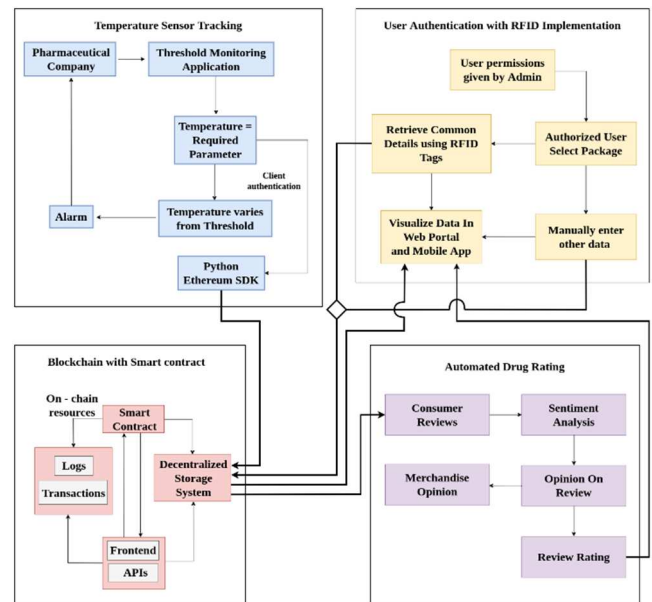 Temperature Sensor Tracking
Pharmaceutical
Company
Threshold Monitoring
Application
Temperature =
Required
Parameter
Client
authentication
Alarm
Temperature varies
from Threshold
Python
Ethereum SDK
User Authentication with RFID Implementation
User permissions
given by Admin
Retrieve Common
Details using RFID
Tags
Authorized User
Select Package
Visualize Data In
Web Portal
and Mobile App
Manually enter
other data
Blockchain with Smart contract
On - chain
resources
Smart
Contract
Logs
Transactions
Decentralized
Storage
System
Frontend
APIs
Automated Drug Rating
Consumer
Reviews
Sentiment
Analysis
Merchandise
Opinion
Opinion On
Review
Review Rating